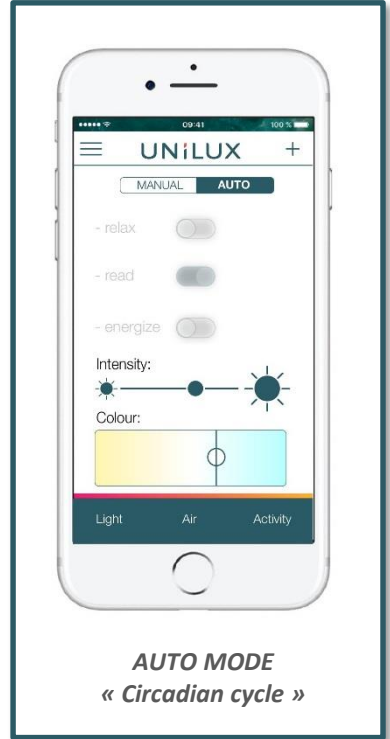 09:41 100 %
UNiLUX +
MANUAL AUTO
- relax
- read
- energize
Intensity:
Colour:
Light Air Activity
AUTO MODE
« Circadian cycle »